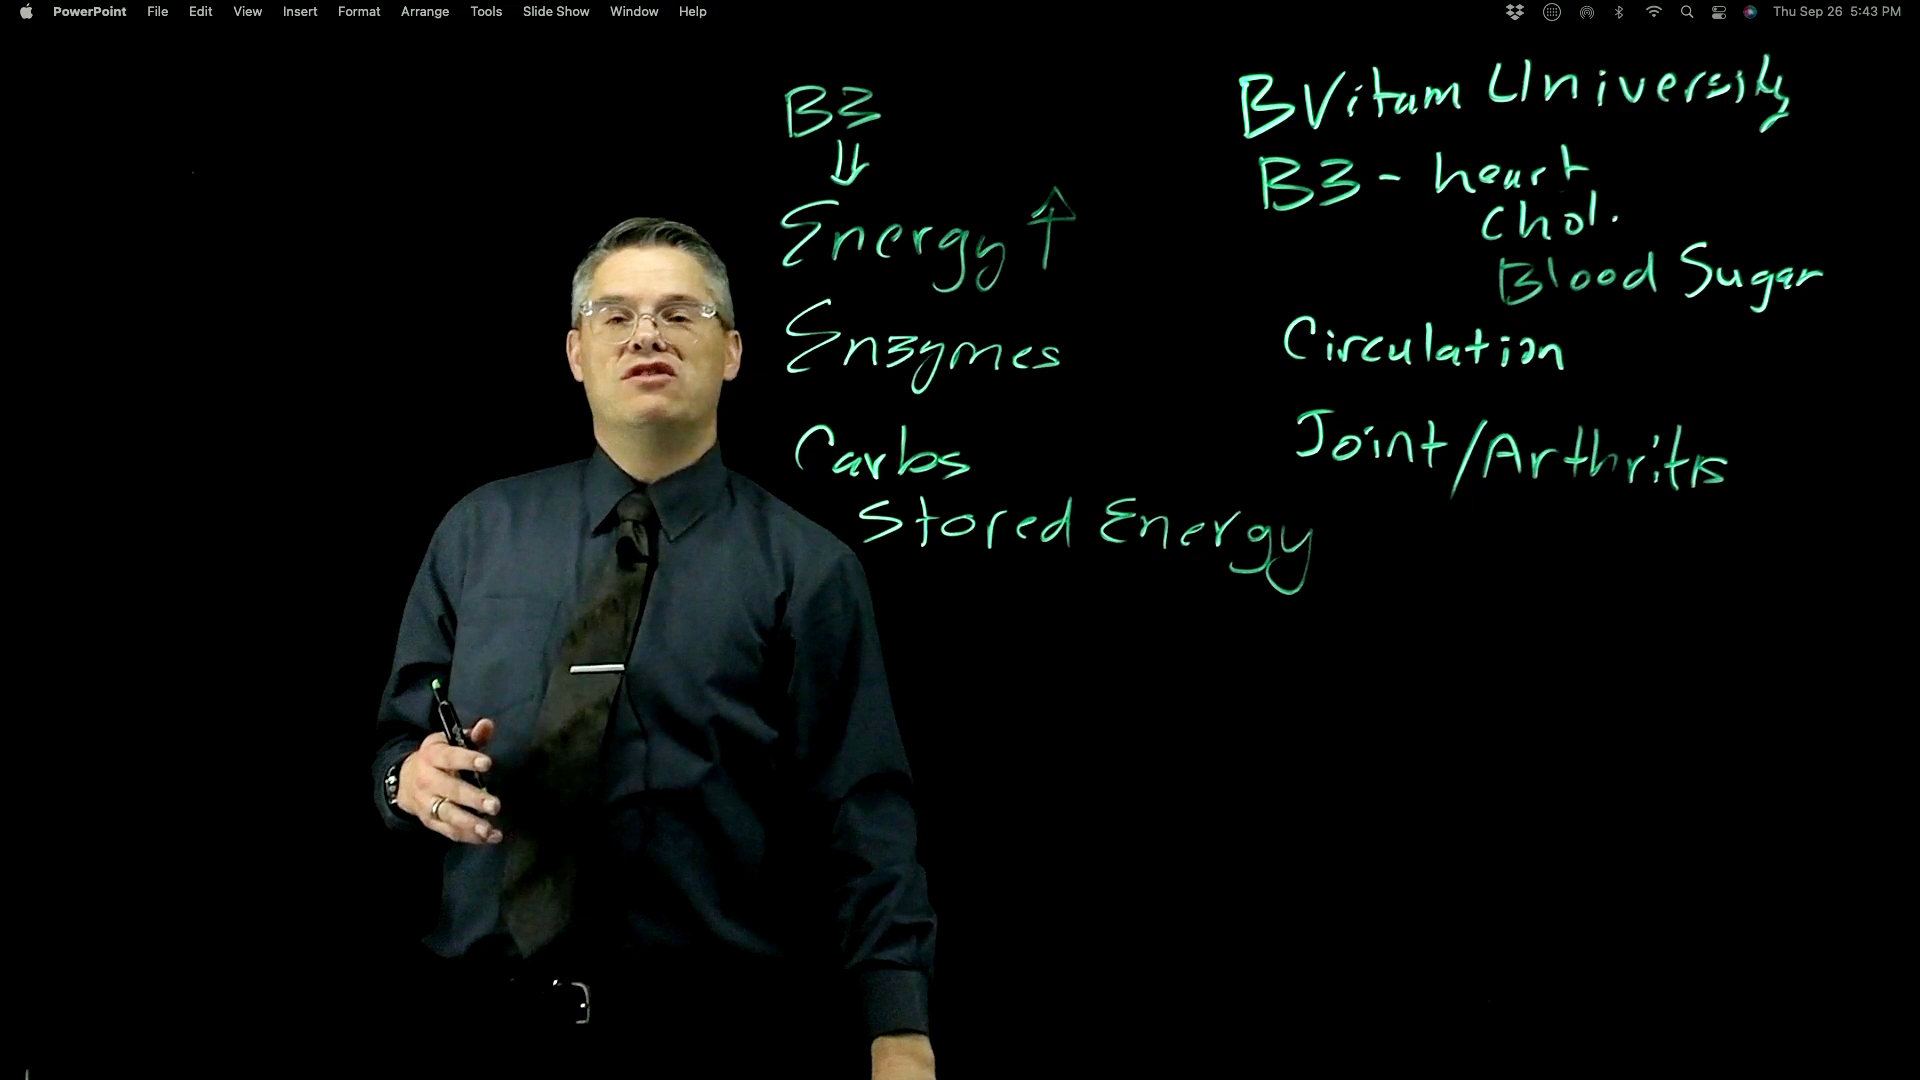 PowerPoint File Edit View Insert Format Arrange Tools Slide Show Window Help Thu Sep 26 5:43 PM
B3
Energy
Enzymes
Carbs
Stored Energy
BVitam University
B3 - heart
Chol.
Blood Sugar
Circulation
Joint/Arthritis